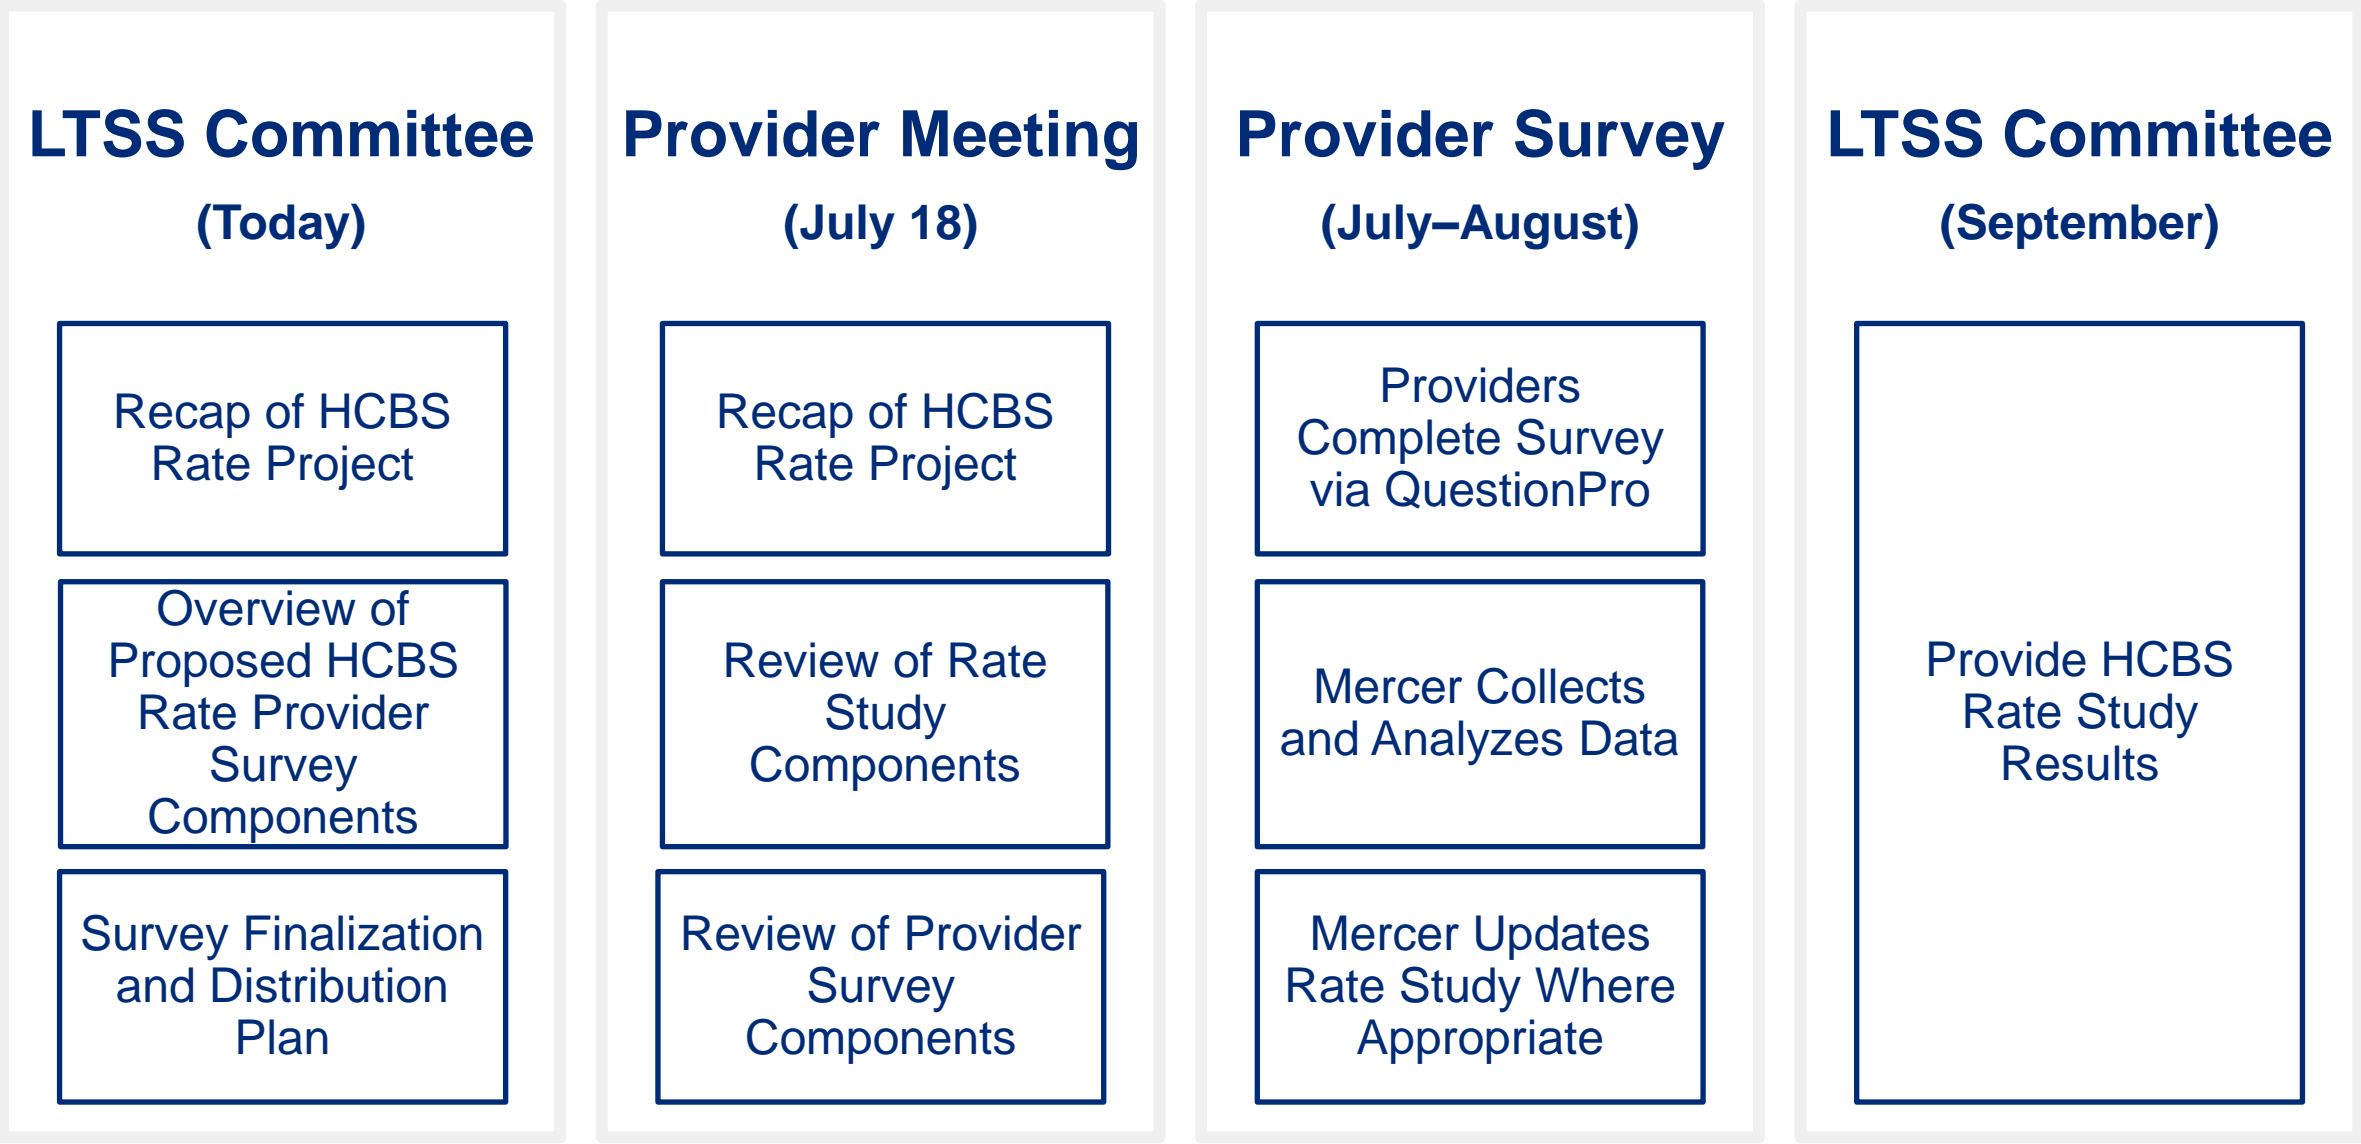 LTSS Committee
(Today)
Recap of HCBS
Rate Project
Overview of
Proposed HCBS
Rate Provider
Survey
Components
Survey Finalization
and Distribution
Plan
Provider Meeting
(July 18)
Recap of HCBS
Rate Project
Review of Rate
Study
Components
Review of Provider
Survey
Components
Provider Survey
(July–August)
Providers
Complete Survey
via QuestionPro
Mercer Collects
and Analyzes Data
Mercer Updates
Rate Study Where
Appropriate
LTSS Committee
(September)
Provide HCBS
Rate Study
Results